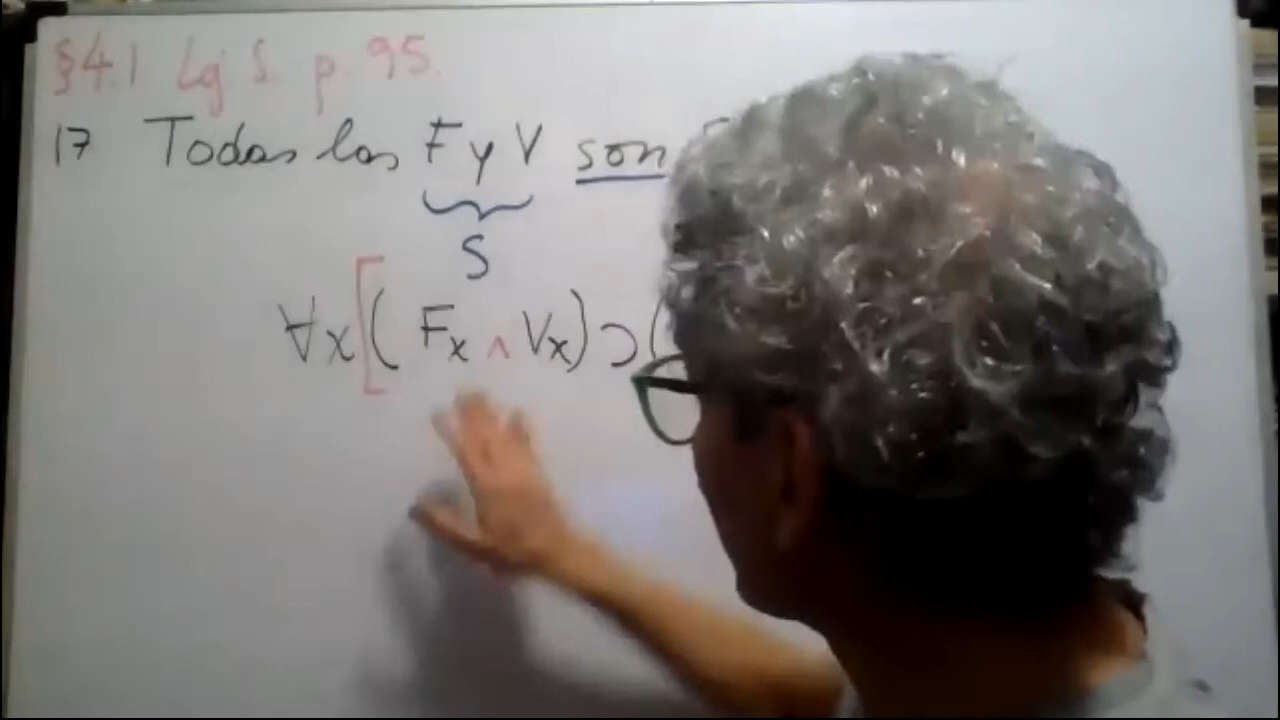 §4.1 Lg S. p. 95.
17 Todas las F y V son
S
∀x[(Fx ∧ Vx) ⊃ (